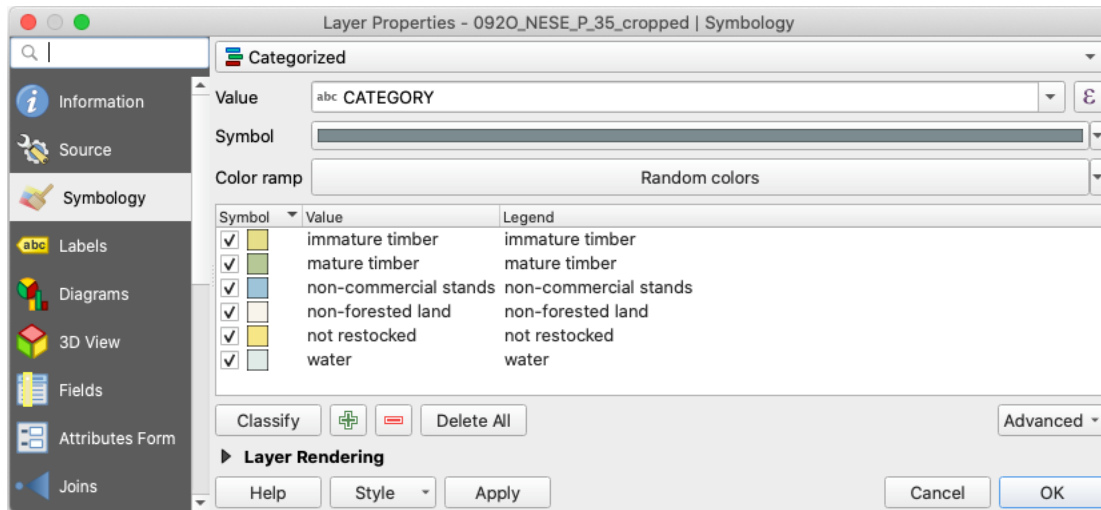 Layer Properties - 092O_NESE_P_35_cropped | Symbology
Categorized
Information
Value abc CATEGORY ε
Source
Symbol
Symbology
Color ramp Random colors
Symbol Value Legend
abc Labels
immature timber immature timber
mature timber mature timber
Diagrams
non-commercial stands non-commercial stands
non-forested land non-forested land
3D View
not restocked not restocked
water water
Fields
Classify Delete All Advanced
Attributes Form
Layer Rendering
Joins
Help Style Apply Cancel OK